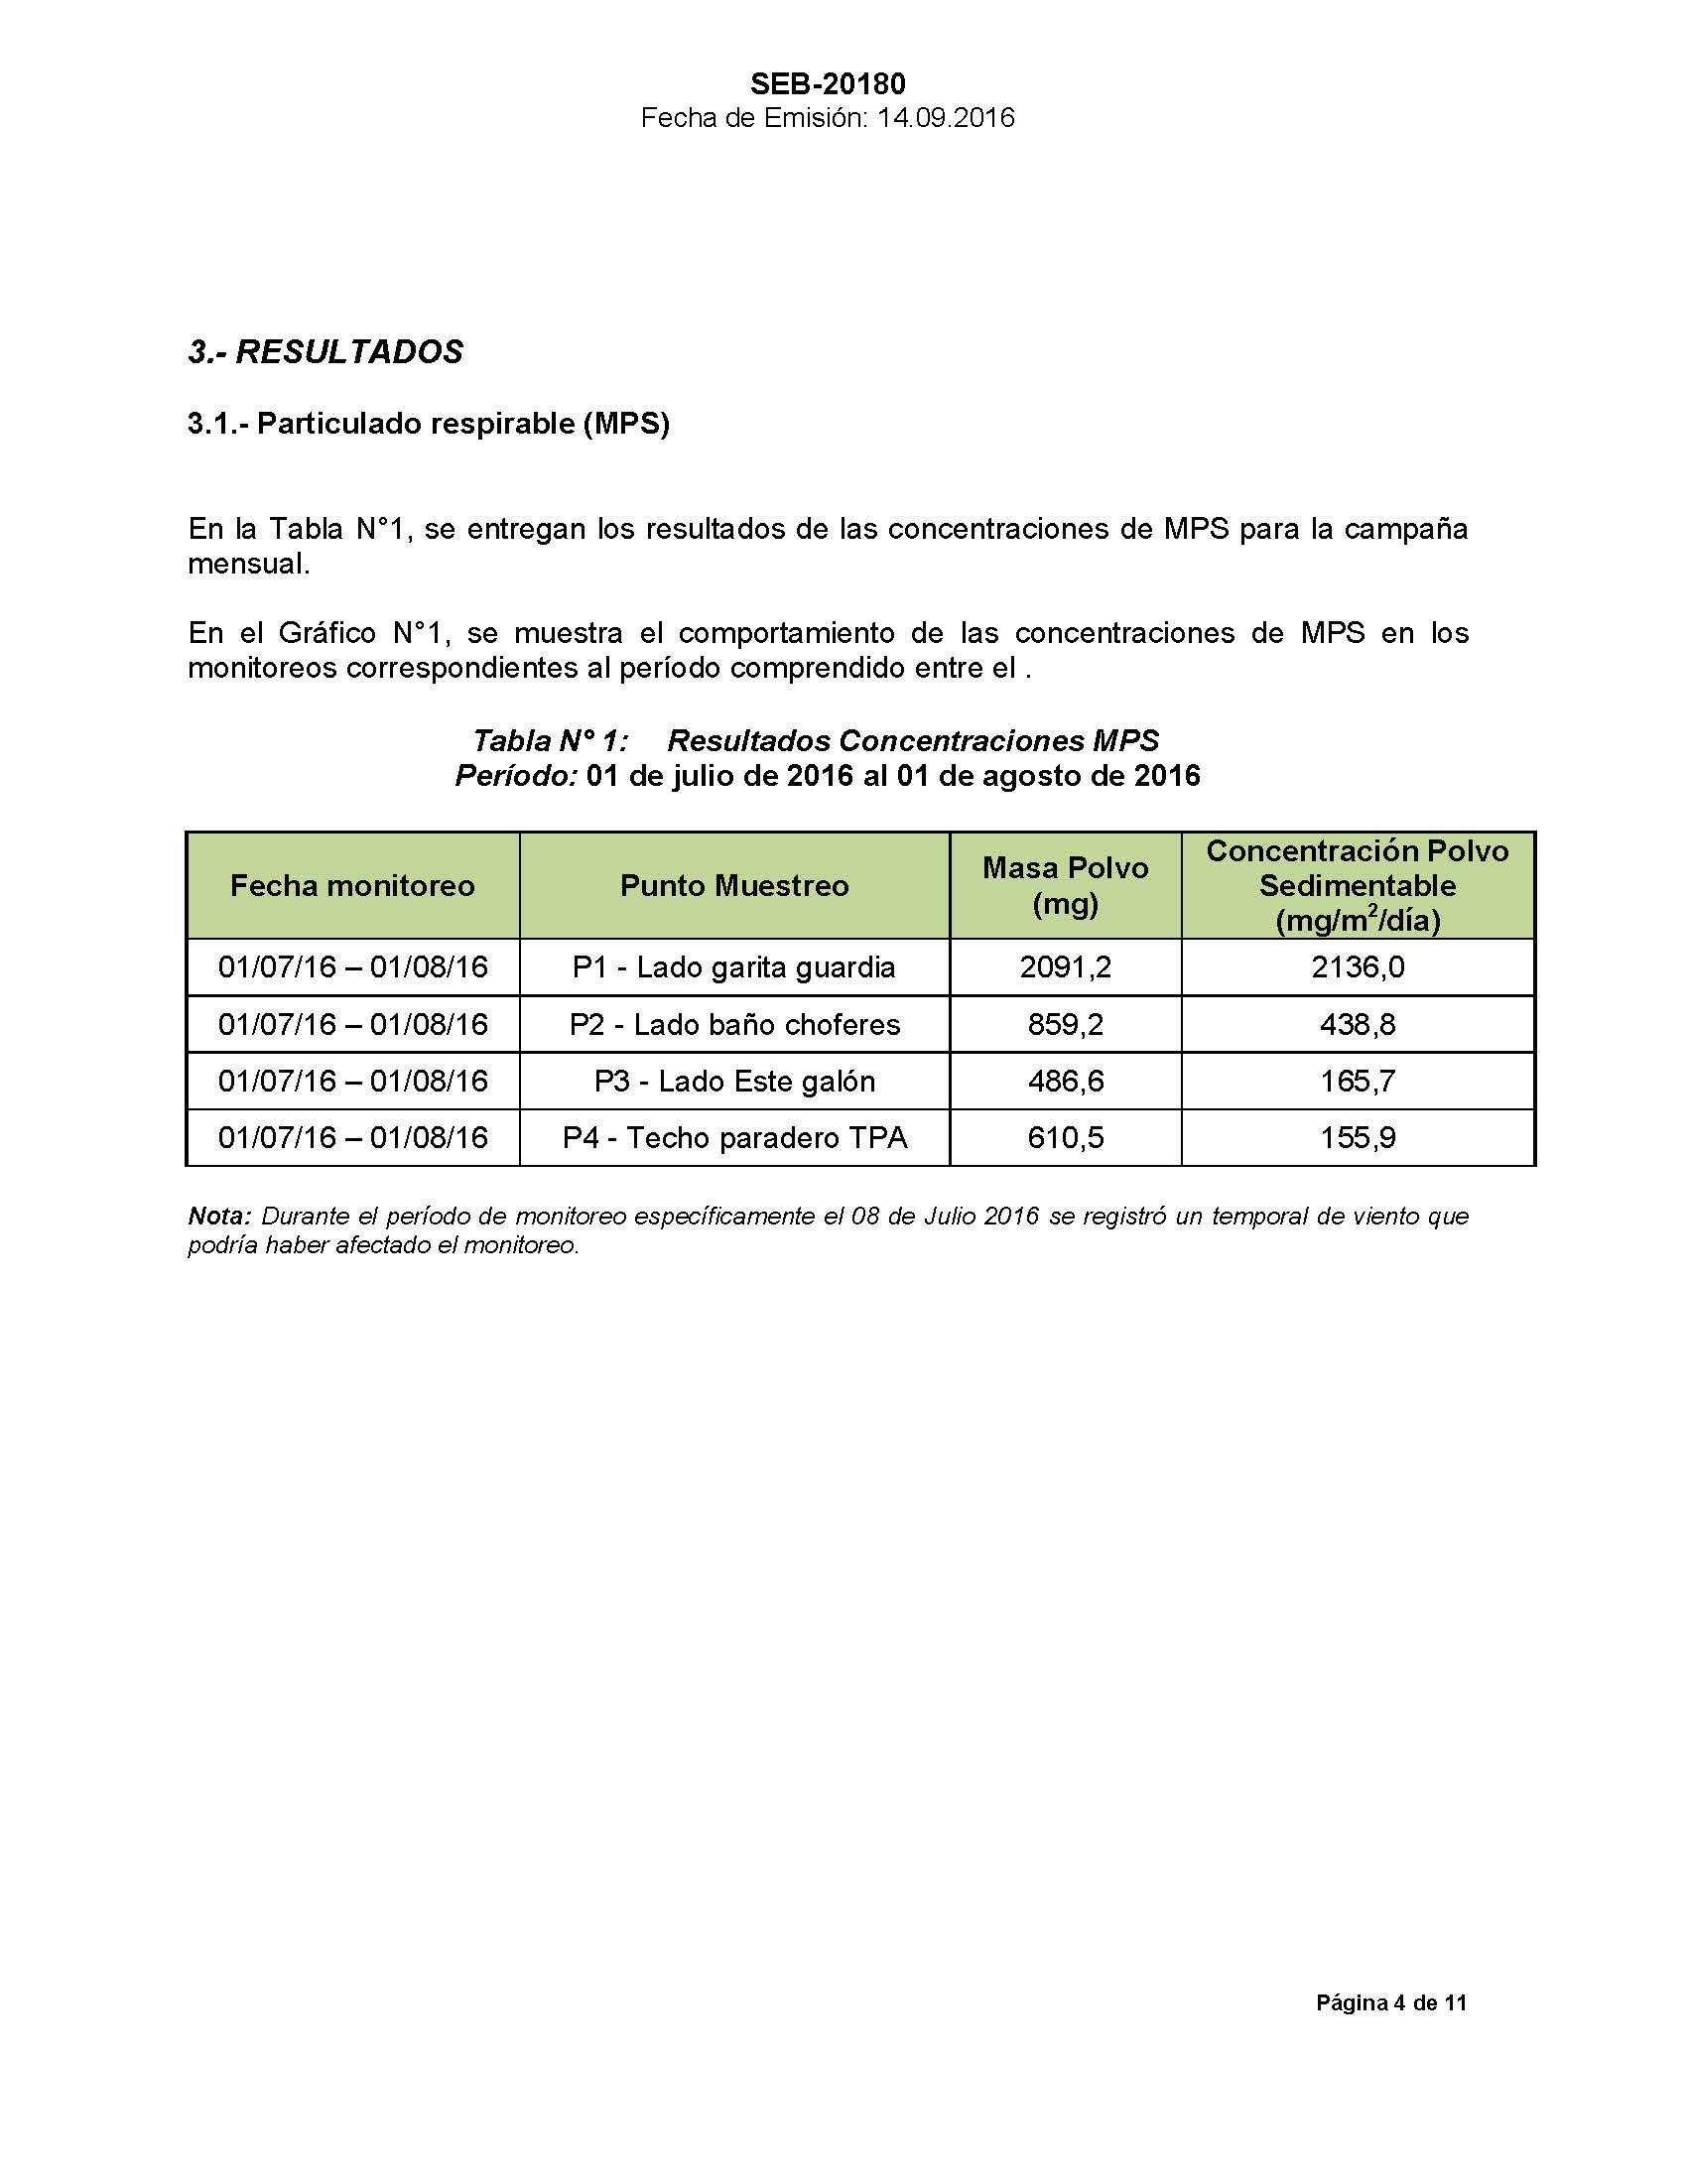 SEB-20180
Fecha de Emisión: 14.09.2016
3.- RESULTADOS
3.1.- Particulado respirable (MPS)
En la Tabla N°1, se entregan los resultados de las concentraciones de MPS para la campaña
mensual.
En el Gráfico N°1, se muestra el comportamiento de las concentraciones de MPS en los
monitoreos correspondientes al período comprendido entre el .
Tabla N° 1: Resultados Concentraciones MPS
Período: 01 de julio de 2016 al 01 de agosto de 2016
Fecha monitoreo Punto Muestreo Masa Polvo (mg) Concentración Polvo Sedimentable (mg/m²/día)
01/07/16 – 01/08/16 P1 - Lado garita guardia 2091,2 2136,0
01/07/16 – 01/08/16 P2 - Lado baño choferes 859,2 438,8
01/07/16 – 01/08/16 P3 - Lado Este galón 486,6 165,7
01/07/16 – 01/08/16 P4 - Techo paradero TPA 610,5 155,9
Nota: Durante el período de monitoreo específicamente el 08 de Julio 2016 se registró un temporal de viento que
podría haber afectado el monitoreo.
Página 4 de 11